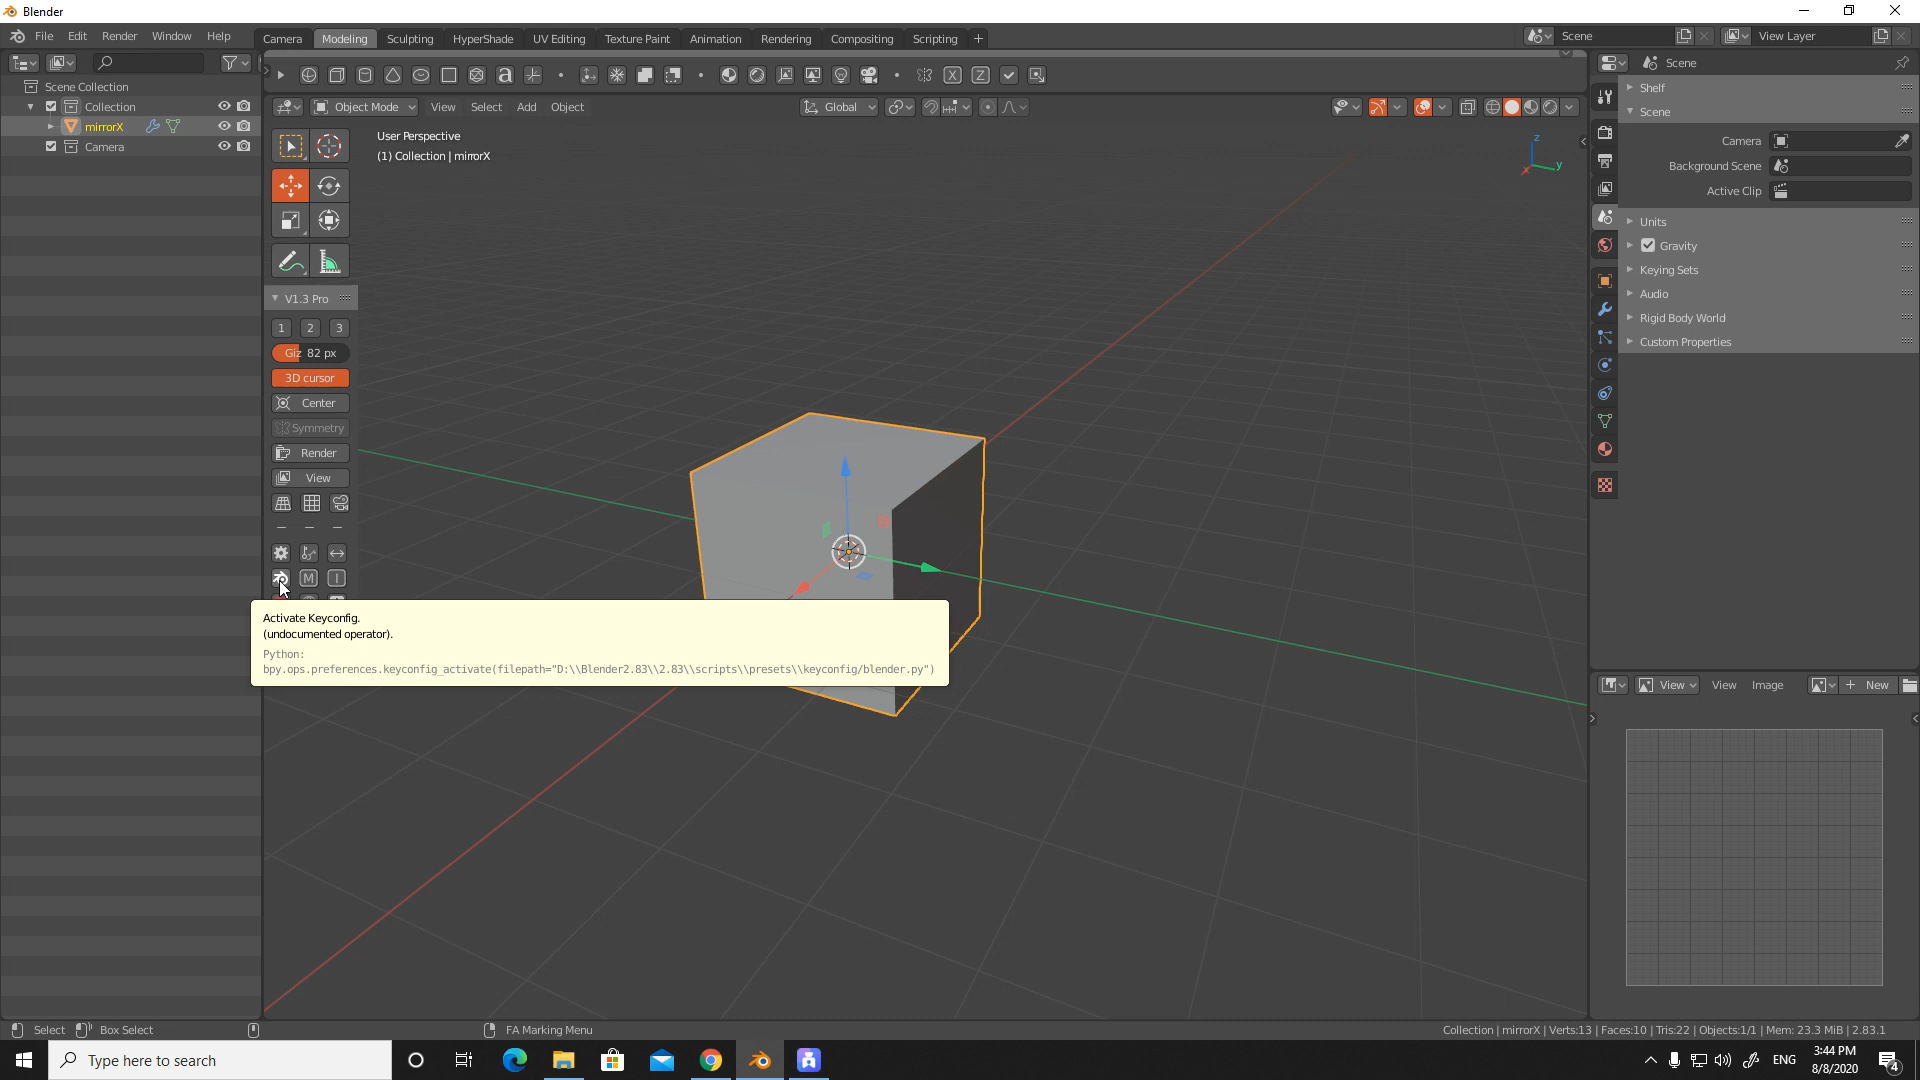 Blender
File Edit Render Window Help
Camera Modeling Sculpting HyperShade UV Editing Texture Paint Animation Rendering Compositing Scripting +
Scene
View Layer
Scene Collection
Collection
mirrorX
Camera
a X Z
Object Mode View Select Add Object
Global
User Perspective
(1) Collection | mirrorX
z
y
x
V1.3 Pro
1 2 3
Giz 82 px
3D cursor
Center
Symmetry
Render
View
M I
Activate Keyconfig.
(undocumented operator).
Python:
bpy.ops.preferences.keyconfig_activate(filepath="D:\\Blender2.83\\2.83\\scripts\\presets\\keyconfig/blender.py")
Scene
Shelf
Scene
Camera
Background Scene
Active Clip
Units
Gravity
Keying Sets
Audio
Rigid Body World
Custom Properties
View View Image + New
Select Box Select FA Marking Menu
Collection | mirrorX | Verts:13 | Faces:10 | Tris:22 | Objects:1/1 | Mem: 23.3 MiB | 2.83.1
Type here to search
ENG
3:44 PM
8/8/2020
4